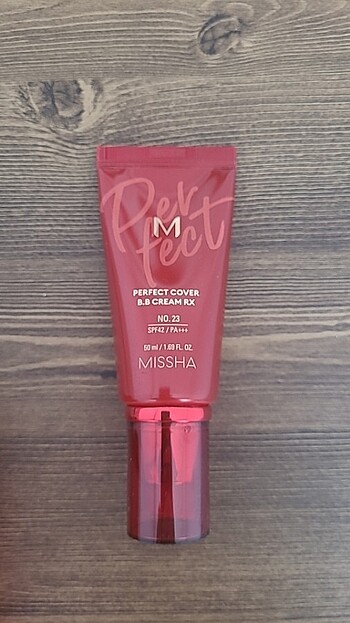 Per
M
fect
PERFECT COVER
B.B CREAM RX
NO. 23
SPF42 / PA+++
50 ml / 1.69 FL. OZ.
MISSHA